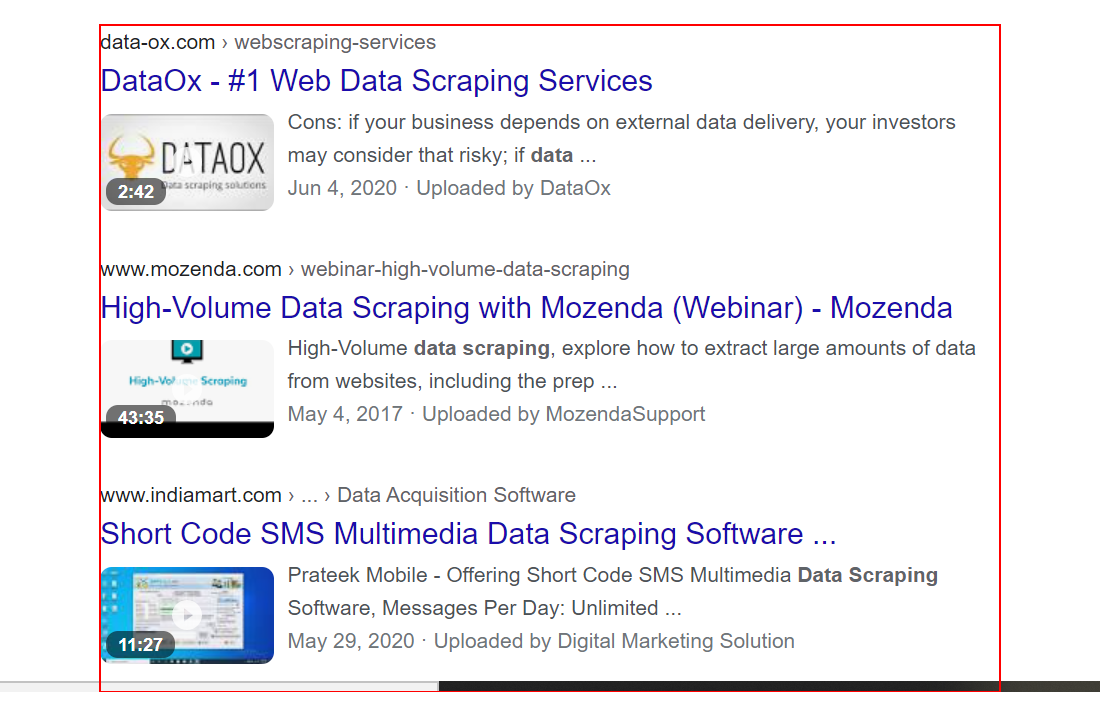 data-ox.com › webscraping-services
DataOx - #1 Web Data Scraping Services
DATAOX
Data scraping solutions
2:42
Cons: if your business depends on external data delivery, your investors
may consider that risky; if data ...
Jun 4, 2020 · Uploaded by DataOx
www.mozenda.com › webinar-high-volume-data-scraping
High-Volume Data Scraping with Mozenda (Webinar) - Mozenda
High-Volume Scraping
mozenda
43:35
High-Volume data scraping, explore how to extract large amounts of data
from websites, including the prep ...
May 4, 2017 · Uploaded by MozendaSupport
www.indiamart.com › ... › Data Acquisition Software
Short Code SMS Multimedia Data Scraping Software ...
11:27
Prateek Mobile - Offering Short Code SMS Multimedia Data Scraping
Software, Messages Per Day: Unlimited ...
May 29, 2020 · Uploaded by Digital Marketing Solution